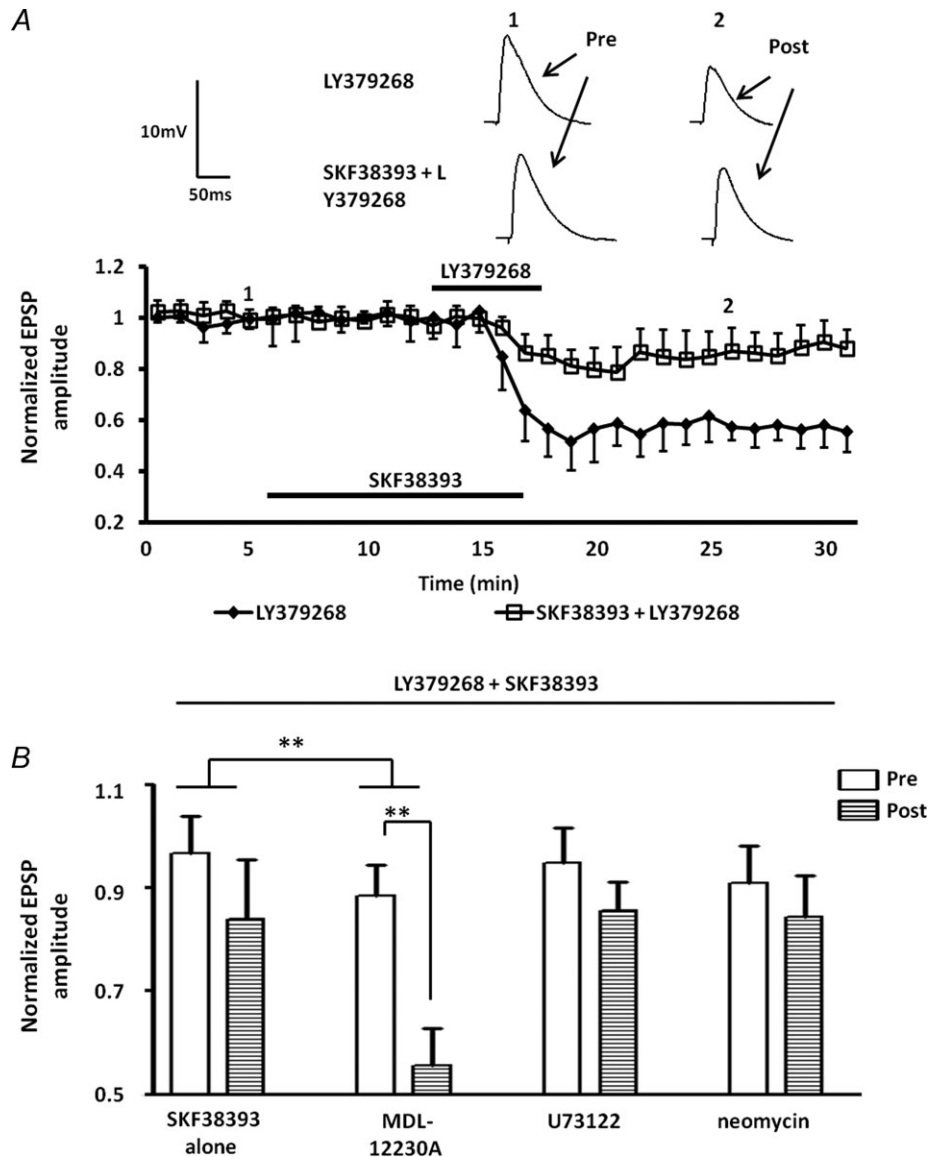 A
1
2
Pre
Post
LY379268
10mV
50ms
SKF38393 + L
Y379268
Normalized EPSP
amplitude
1.2
1
0.8
0.6
0.4
0.2
LY379268
1
2
SKF38393
0 5 10 15 20 25 30
Time (min)
LY379268
SKF38393 + LY379268
LY379268 + SKF38393
B
**
**
Pre
Post
Normalized EPSP
amplitude
1.1
0.9
0.7
0.5
SKF38393
alone
MDL-
12230A
U73122
neomycin